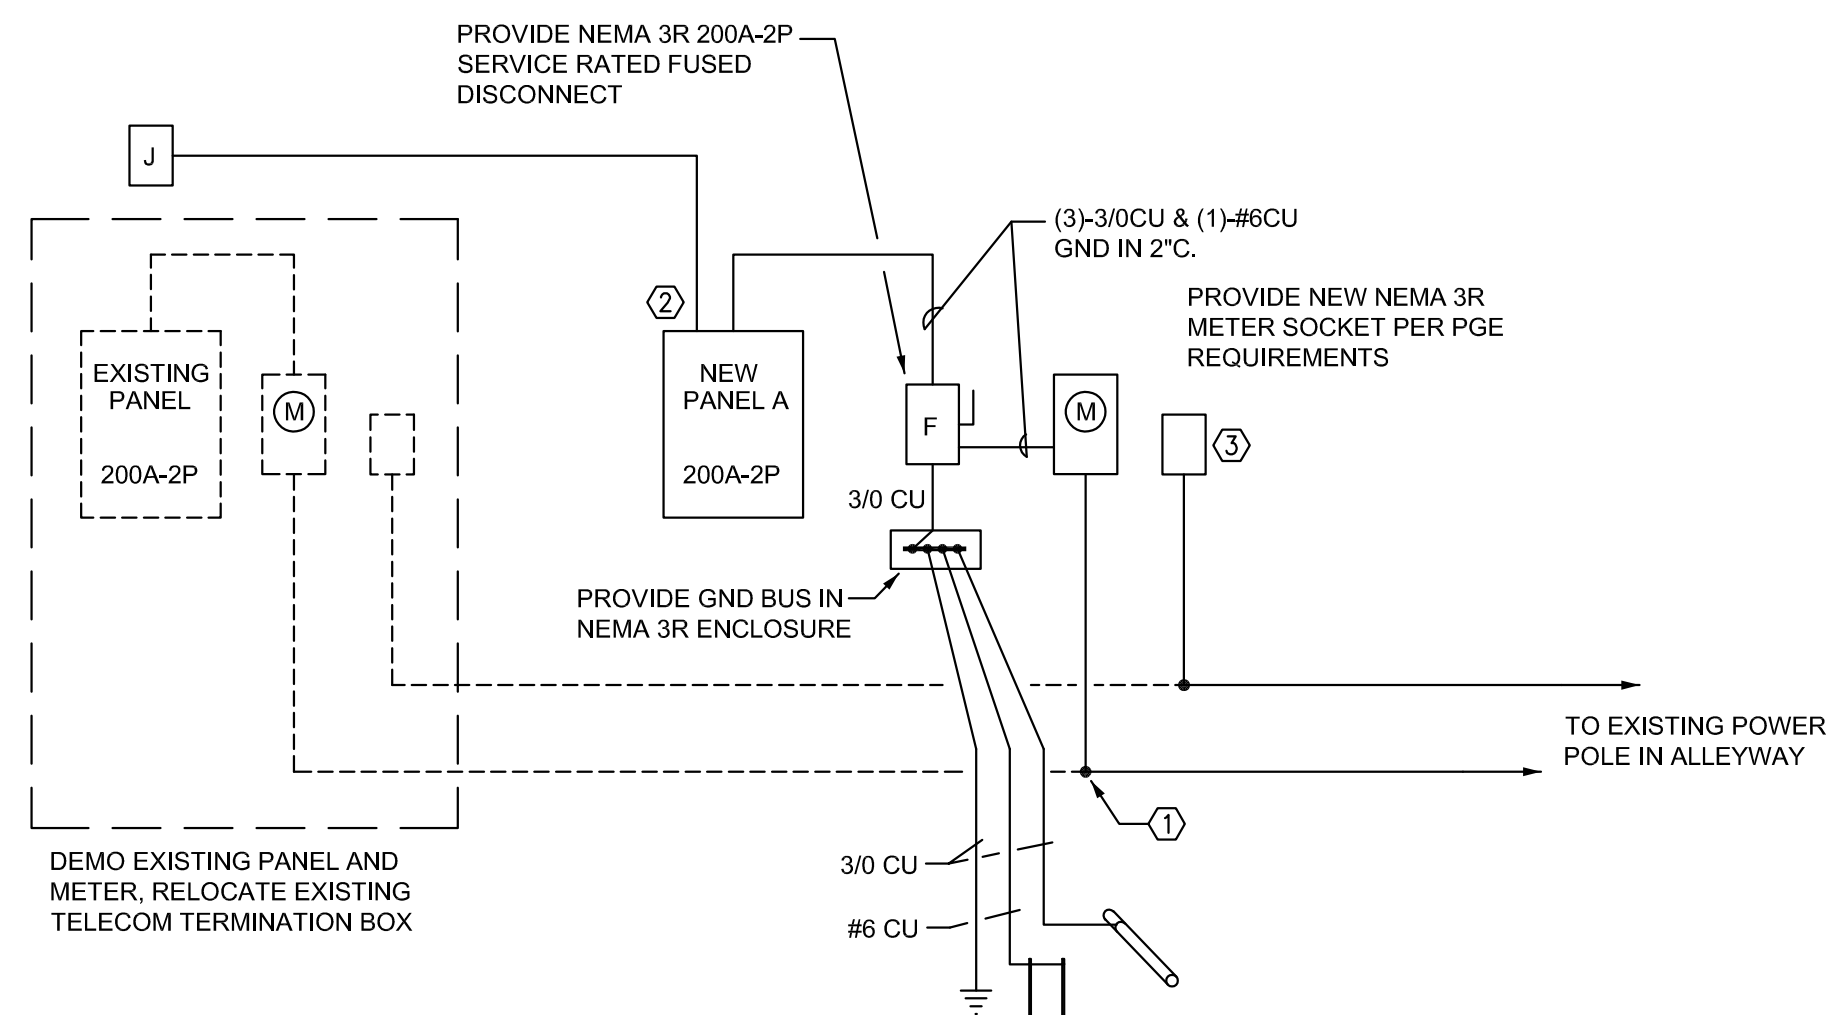 PROVIDE NEMA 3R 200A-2P
SERVICE RATED FUSED
DISCONNECT
J
(3)-3/0CU & (1)-#6CU
GND IN 2"C.
2
PROVIDE NEW NEMA 3R
METER SOCKET PER PGE
REQUIREMENTS
EXISTING
PANEL
200A-2P
M
NEW
PANEL A
200A-2P
F
M
3
3/0 CU
PROVIDE GND BUS IN
NEMA 3R ENCLOSURE
TO EXISTING POWER
POLE IN ALLEYWAY
1
DEMO EXISTING PANEL AND
METER, RELOCATE EXISTING
TELECOM TERMINATION BOX
3/0 CU
#6 CU